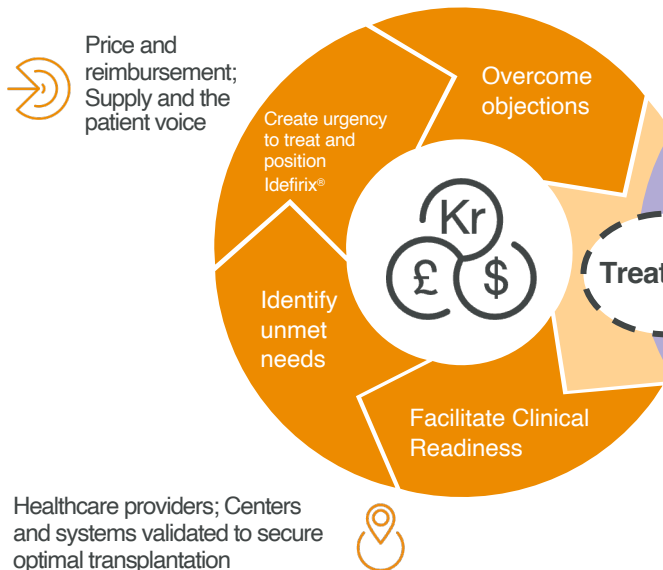 Price and
reimbursement;
Supply and the
patient voice
Overcome
objections
Create urgency
to treat and
position
Idefirix®
Kr
£
$
Treat
Identify
unmet
needs
Facilitate Clinical
Readiness
Healthcare providers; Centers
and systems validated to secure
optimal transplantation